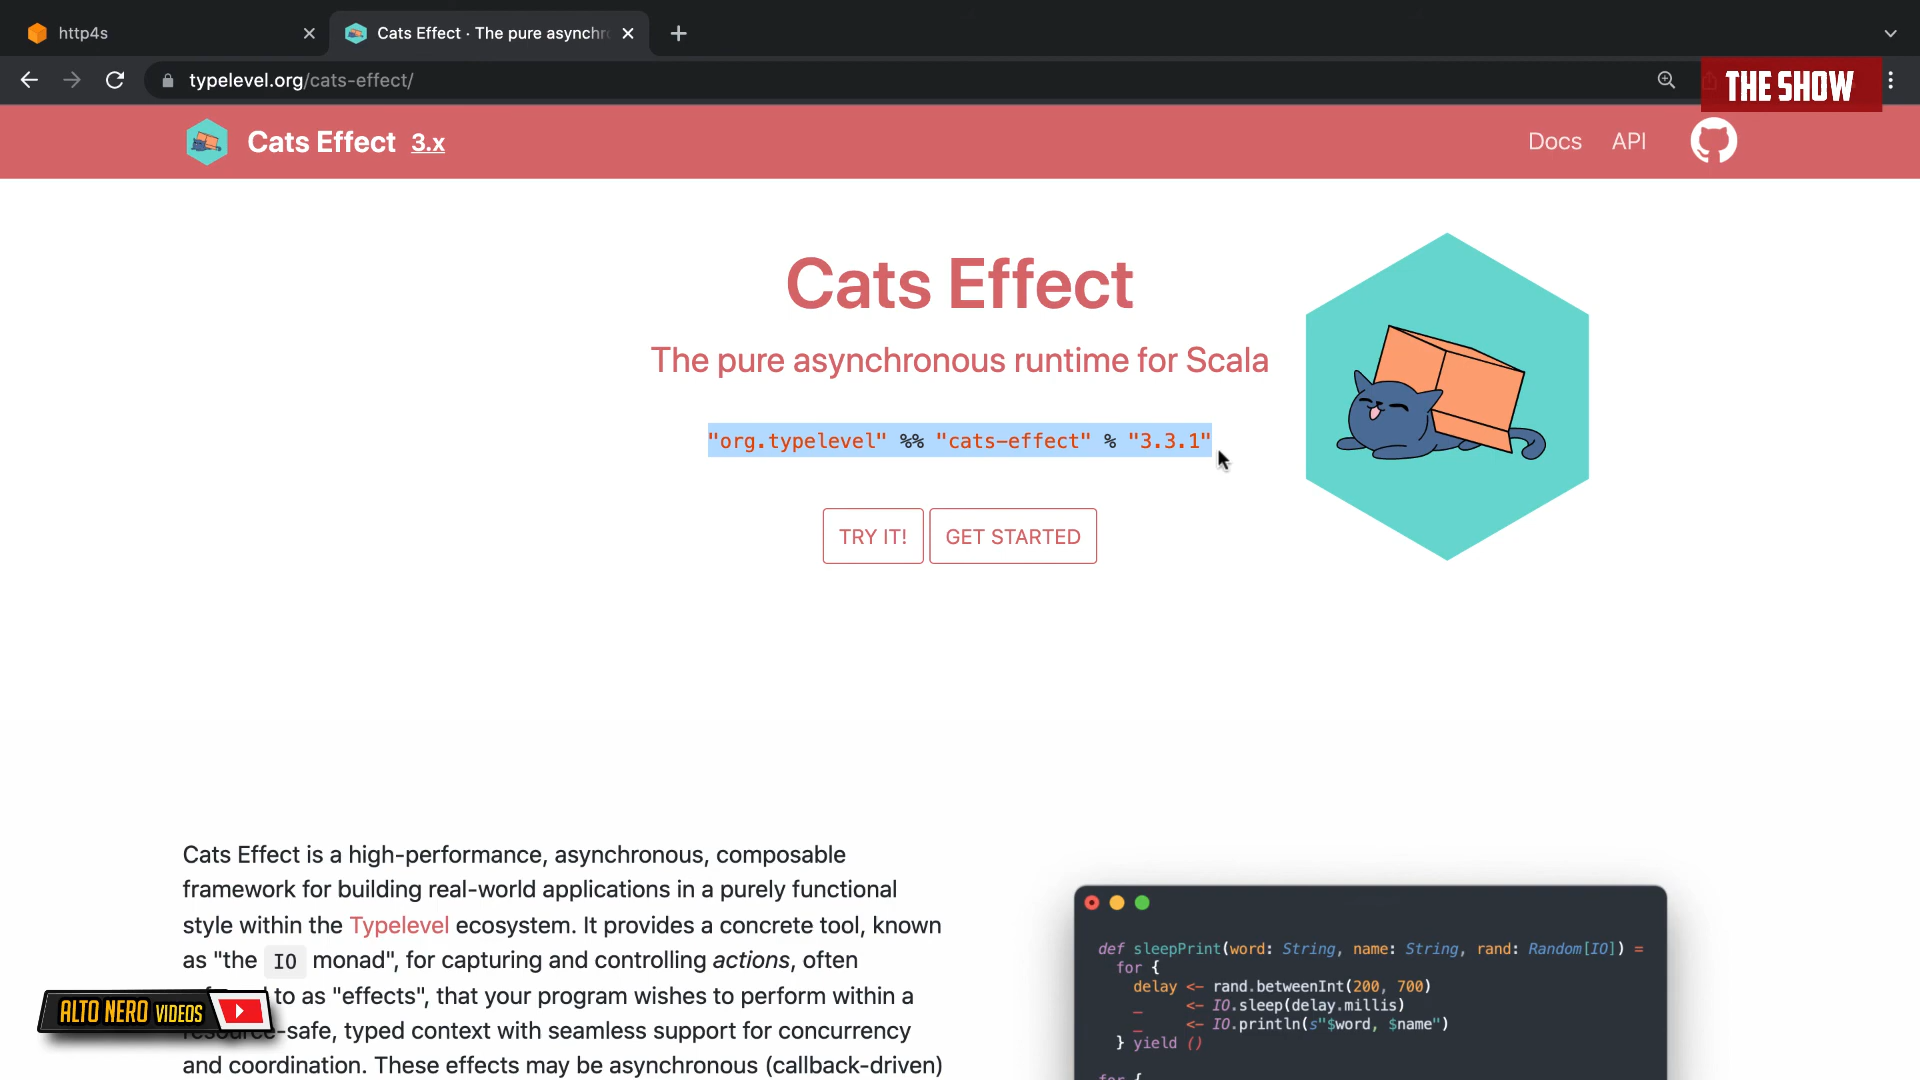 http4s
Cats Effect · The pure asynchr
typelevel.org/cats-effect/
THE SHOW
Cats Effect 3.x
Docs API
Cats Effect
The pure asynchronous runtime for Scala
"org.typelevel" %% "cats-effect" % "3.3.1"
TRY IT! GET STARTED
Cats Effect is a high-performance, asynchronous, composable
framework for building real-world applications in a purely functional
style within the Typelevel ecosystem. It provides a concrete tool, known
as "the IO monad", for capturing and controlling actions, often
to as "effects", that your program wishes to perform within a
-safe, typed context with seamless support for concurrency
and coordination. These effects may be asynchronous (callback-driven)
def sleepPrint(word: String, name: String, rand: Random[IO]) =
for {
delay <- rand.betweenInt(200, 700)
_ <- IO.sleep(delay.millis)
_ <- IO.println(s"$word, $name")
} yield ()
for {
ALTO NERO VIDEOS